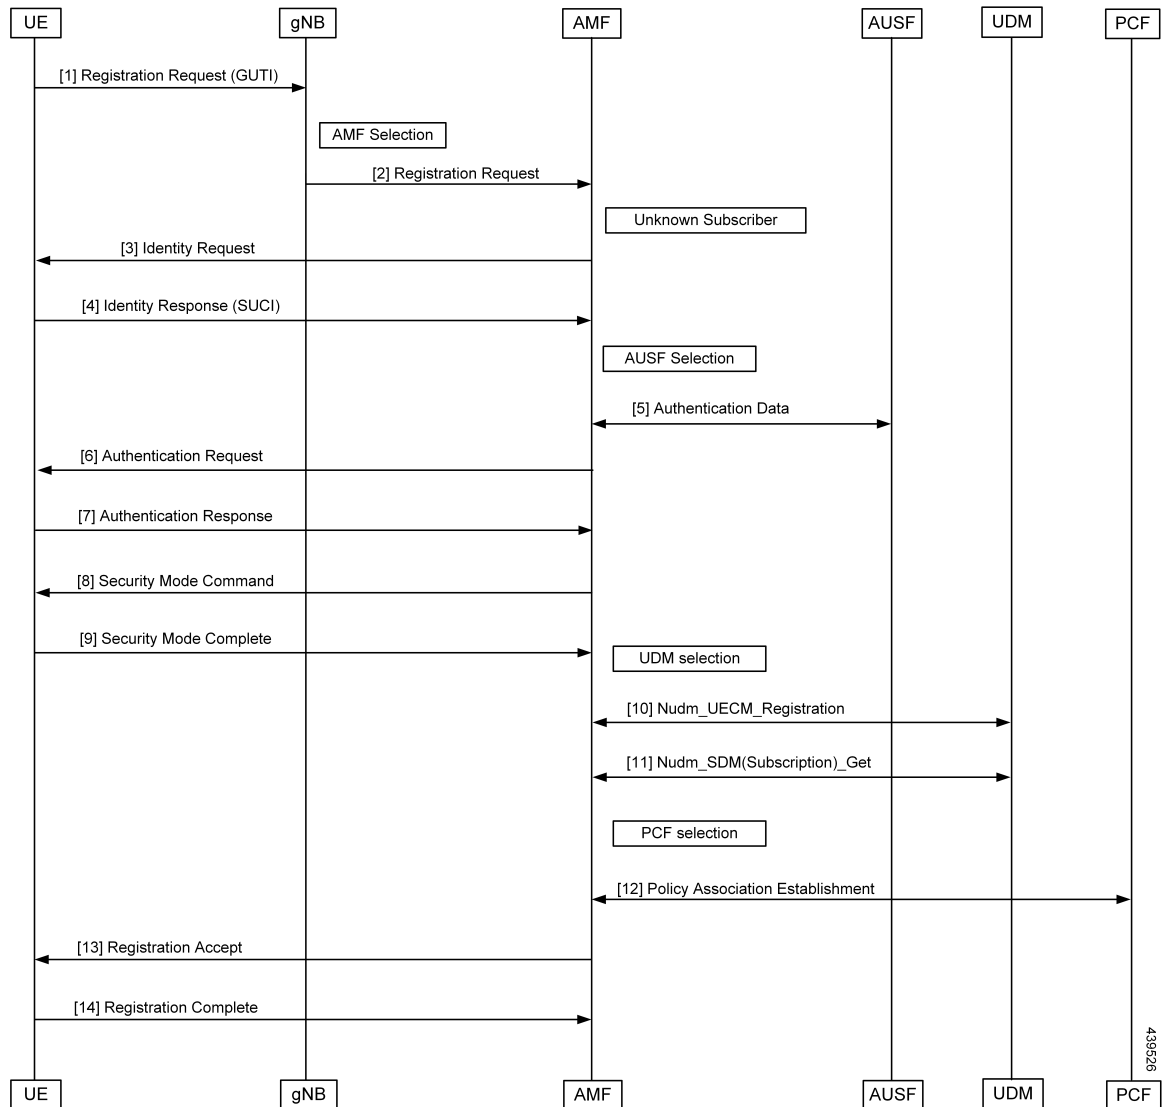 UE
gNB
AMF
AUSF
UDM
PCF
[1] Registration Request (GUTI)
AMF Selection
[2] Registration Request
Unknown Subscriber
[3] Identity Request
[4] Identity Response (SUCI)
AUSF Selection
[5] Authentication Data
[6] Authentication Request
[7] Authentication Response
[8] Security Mode Command
[9] Security Mode Complete
UDM selection
[10] Nudm_UECM_Registration
[11] Nudm_SDM(Subscription)_Get
PCF selection
[12] Policy Association Establishment
[13] Registration Accept
[14] Registration Complete
439526
UE
gNB
AMF
AUSF
UDM
PCF